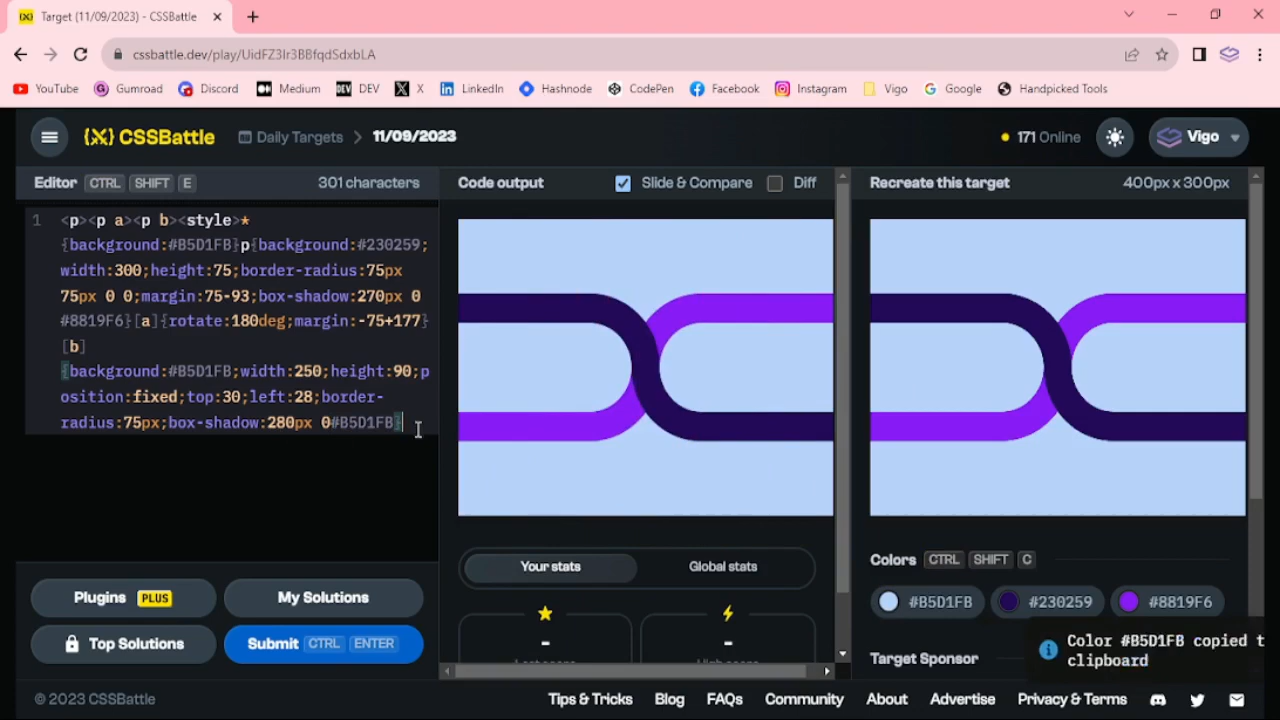 Target (11/09/2023) - CSSBattle
cssbattle.dev/play/UidFZ3Ir3BBfqdSdxbLA
YouTube Gumroad Discord Medium DEV X LinkedIn Hashnode CodePen Facebook Instagram Vigo Google Handpicked Tools
{X} CSSBattle Daily Targets > 11/09/2023 171 Online Vigo
Editor CTRL SHIFT E 301 characters
Code output Slide & Compare Diff
Recreate this target 400px x 300px
1 <p><p a><p b><style>*
{background:#B5D1FB}p{background:#230259;
width:300;height:75;border-radius:75px
75px 0 0;margin:75-93;box-shadow:270px 0
#8819F6}[a]{rotate:180deg;margin:-75+177}
[b]
{background:#B5D1FB;width:250;height:90;p
osition:fixed;top:30;left:28;border-
radius:75px;box-shadow:280px 0#B5D1FB}
Your stats Global stats
Colors CTRL SHIFT C
#B5D1FB #230259 #8819F6
Plugins PLUS My Solutions
Top Solutions Submit CTRL ENTER
- -
Target Sponsor
Color #B5D1FB copied t
clipboard
© 2023 CSSBattle Tips & Tricks Blog FAQs Community About Advertise Privacy & Terms